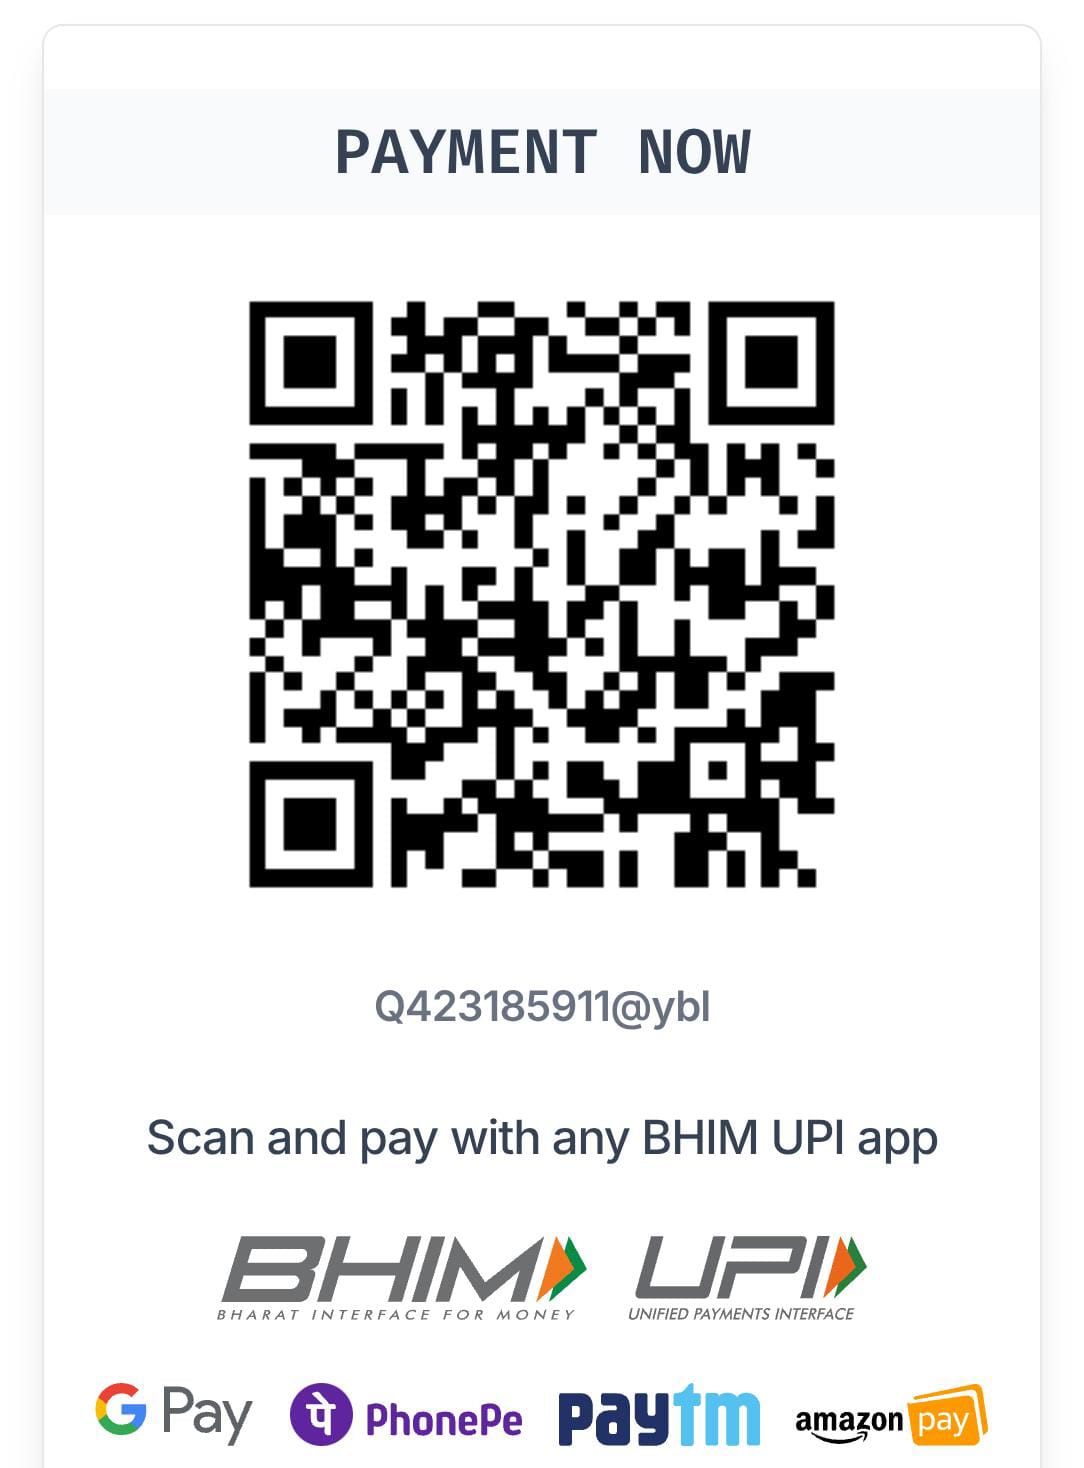 PAYMENT NOW
Q423185911@ybl
Scan and pay with any BHIM UPI app
BHIM UPI
BHARAT INTERFACE FOR MONEY UNIFIED PAYMENTS INTERFACE
G Pay पे PhonePe paytm amazon pay